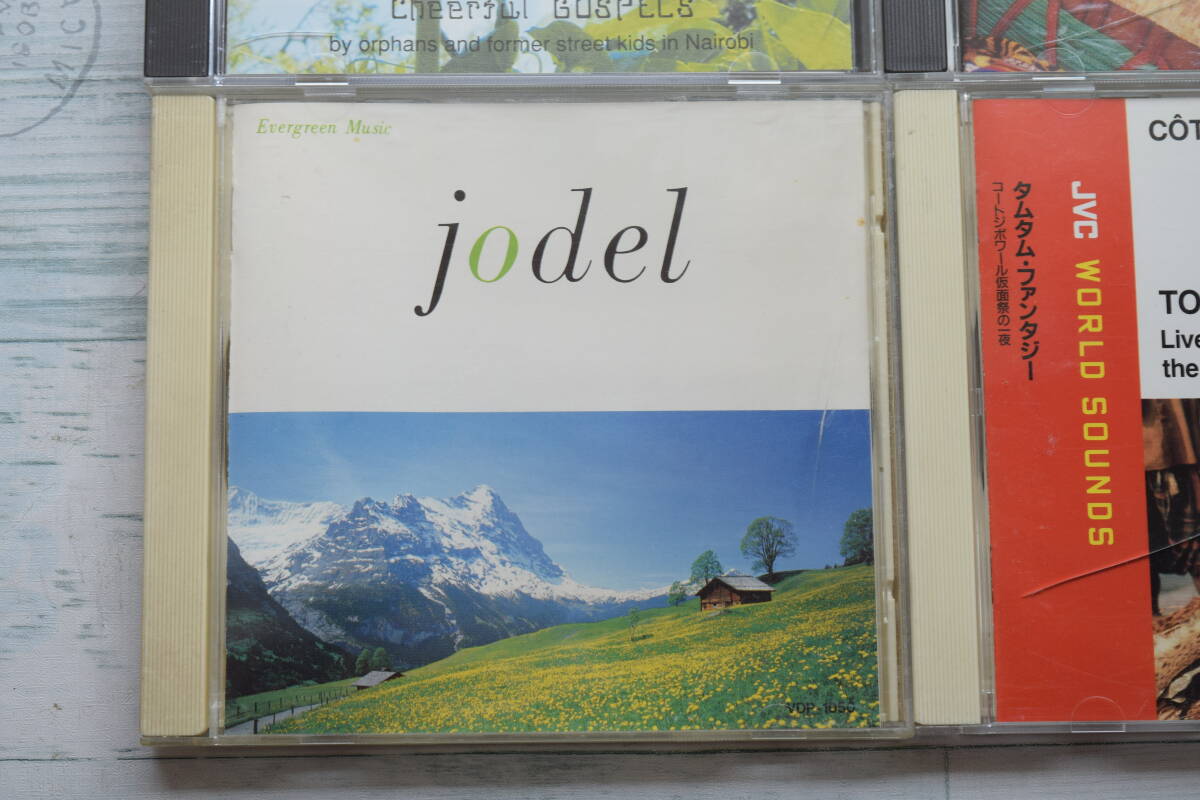 Cheerful GOSPELS
by orphans and former street kids in Nairobi
Evergreen Music
jodel
VDP-1050
CÔT
JVC WORLD SOUNDS
タムタム・ファンタジー
コートジボワール仮面祭の一夜
TO
Live
the
MICA